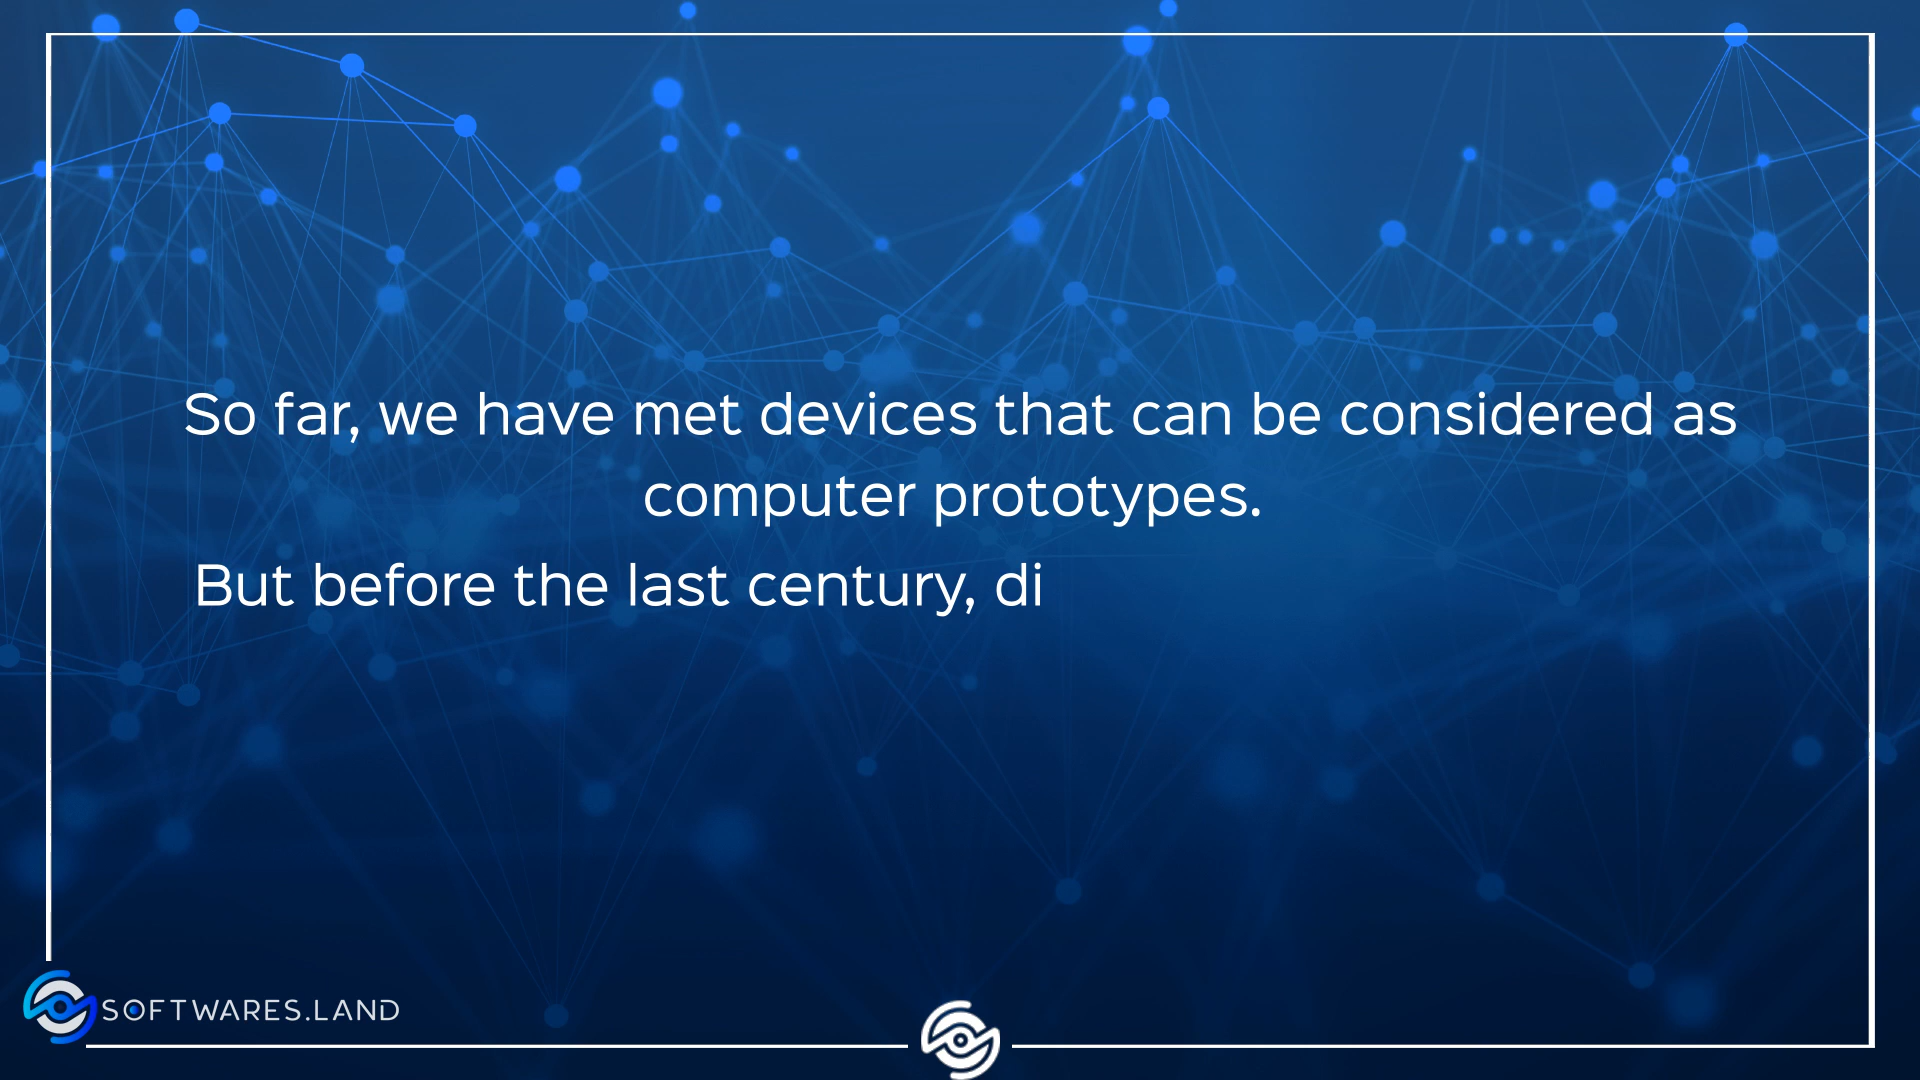 So far, we have met devices that can be considered as
computer prototypes.
But before the last century, di
SOFTWARES.LAND